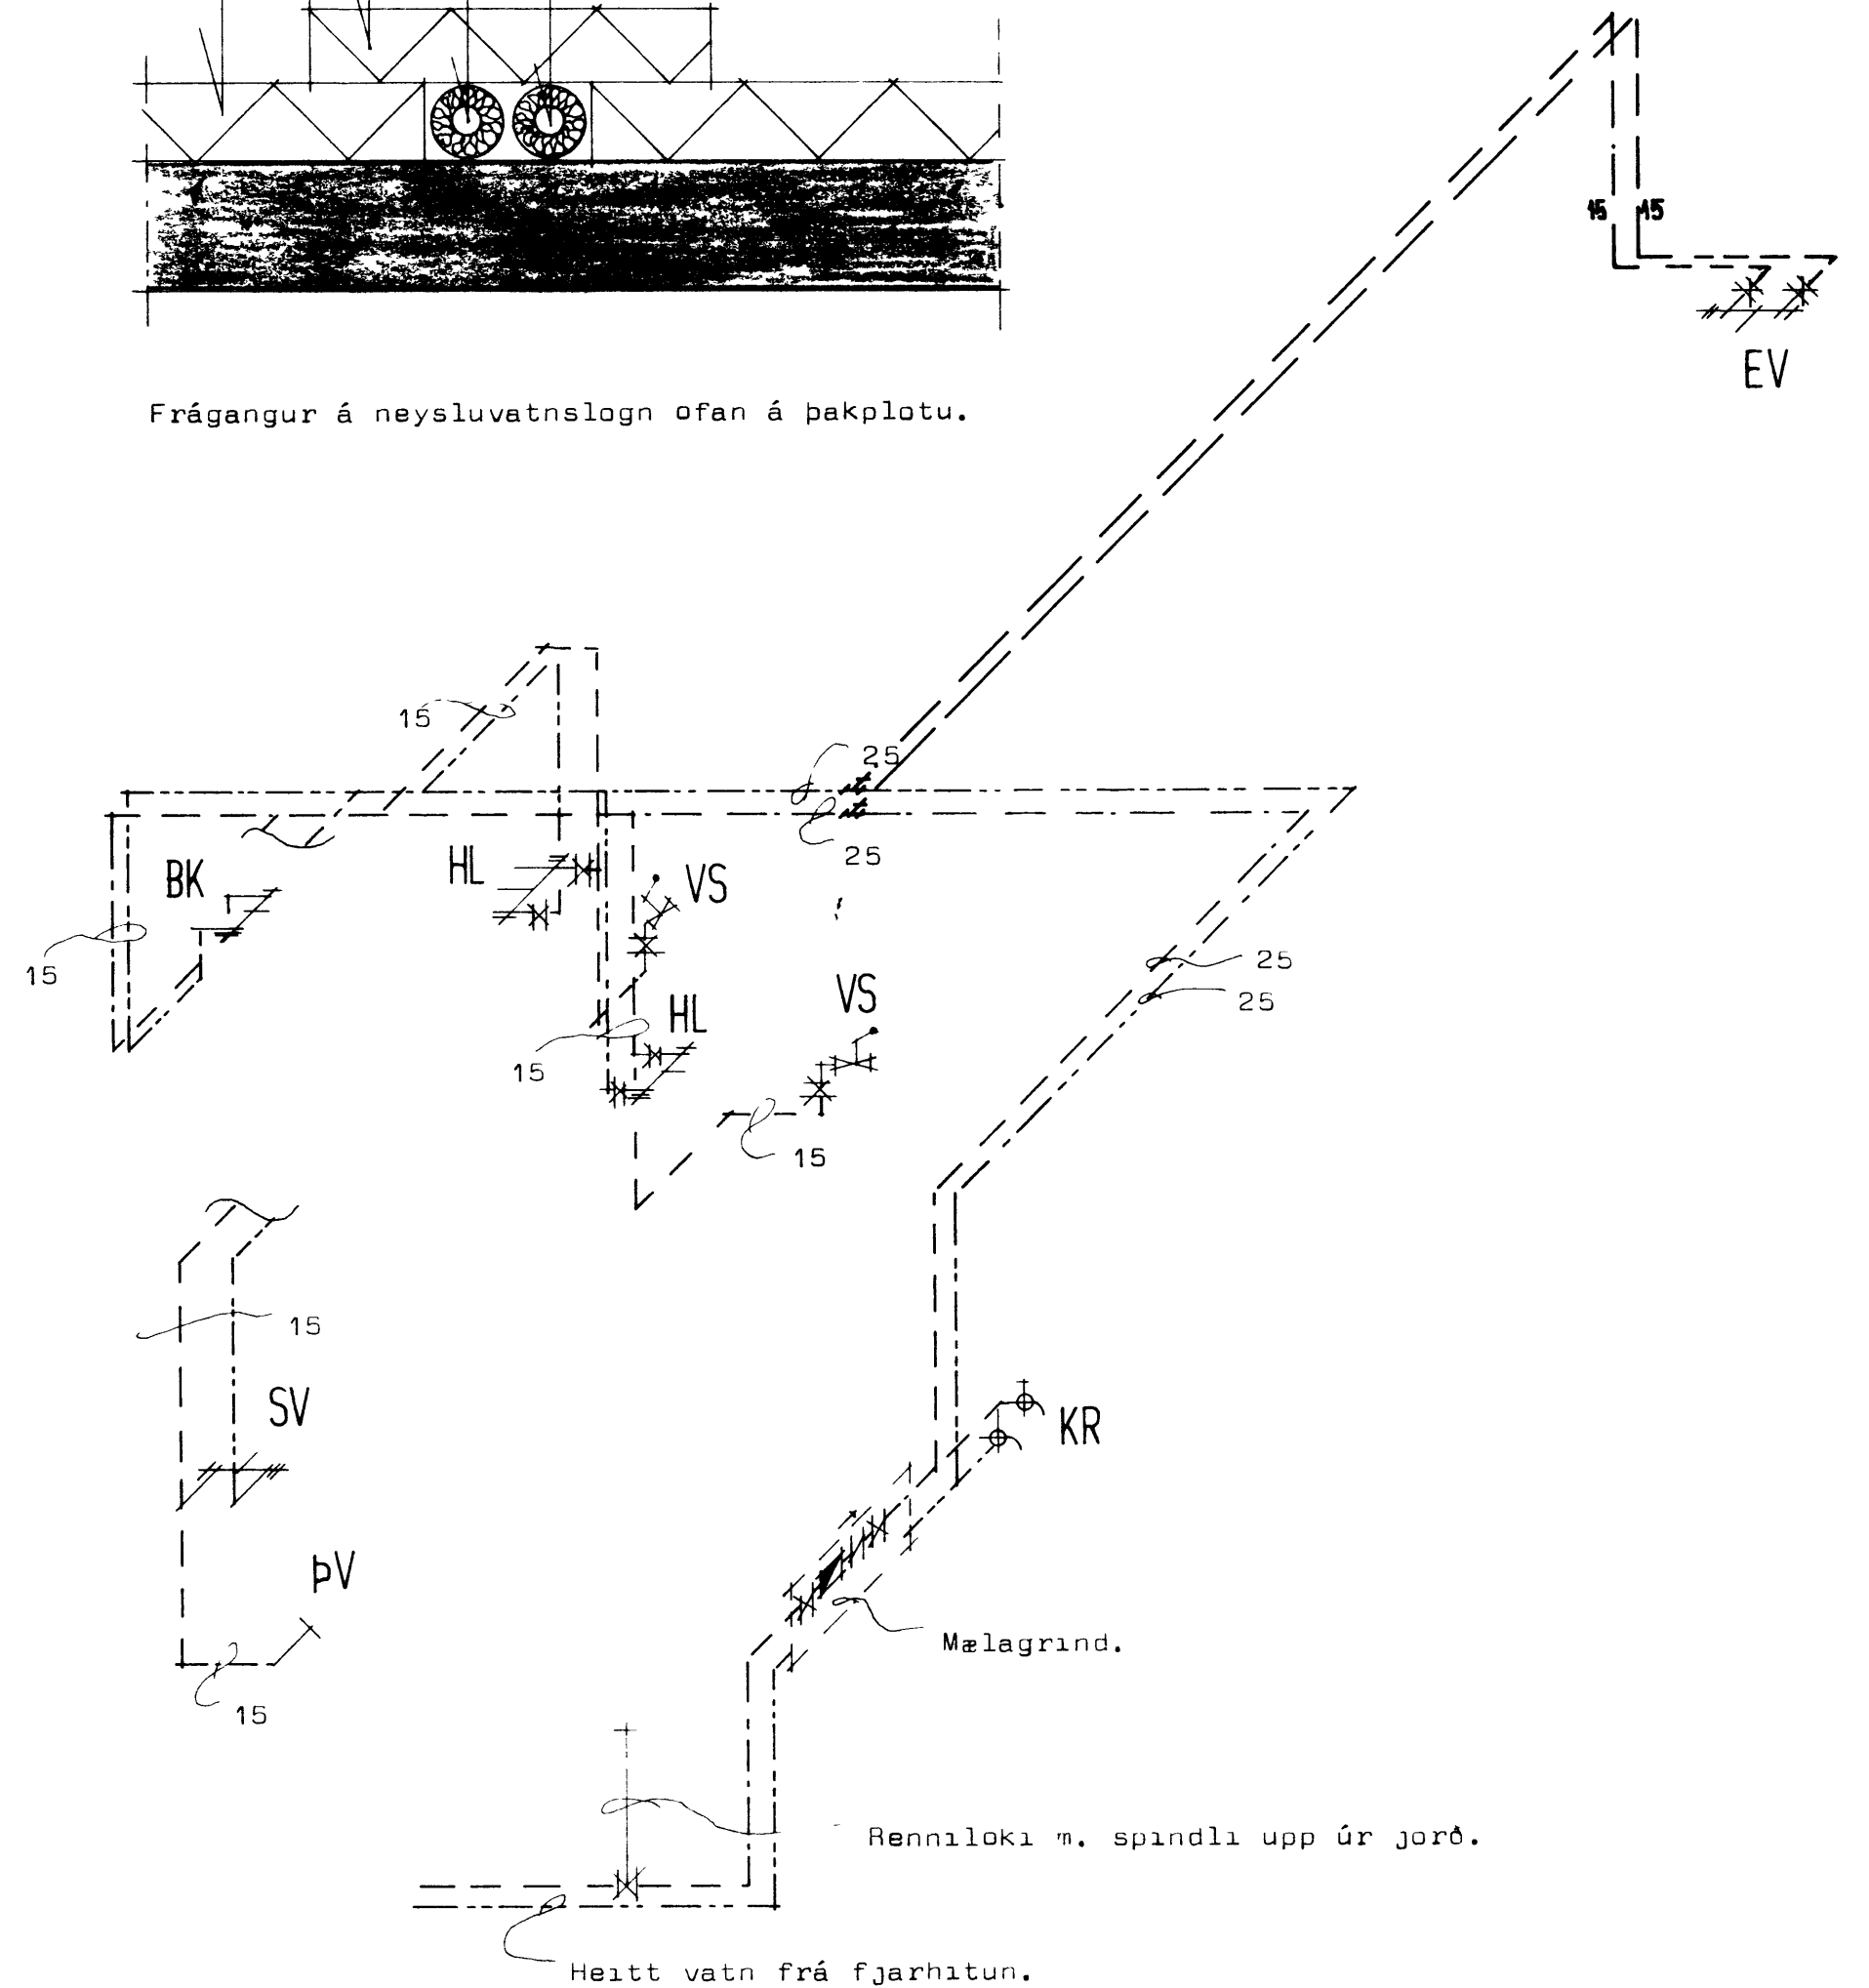 15 15
EV
Frágangur á neysluvatnslogn ofan á þakplotu.
15
25
25
BK
HL
VS
15
25
25
VS
HL
15
15
15
SV
KR
ÞV
Mælagrind.
15
Renniloki m. spindli upp úr jorð.
Heitt vatn frá fjarhitun.